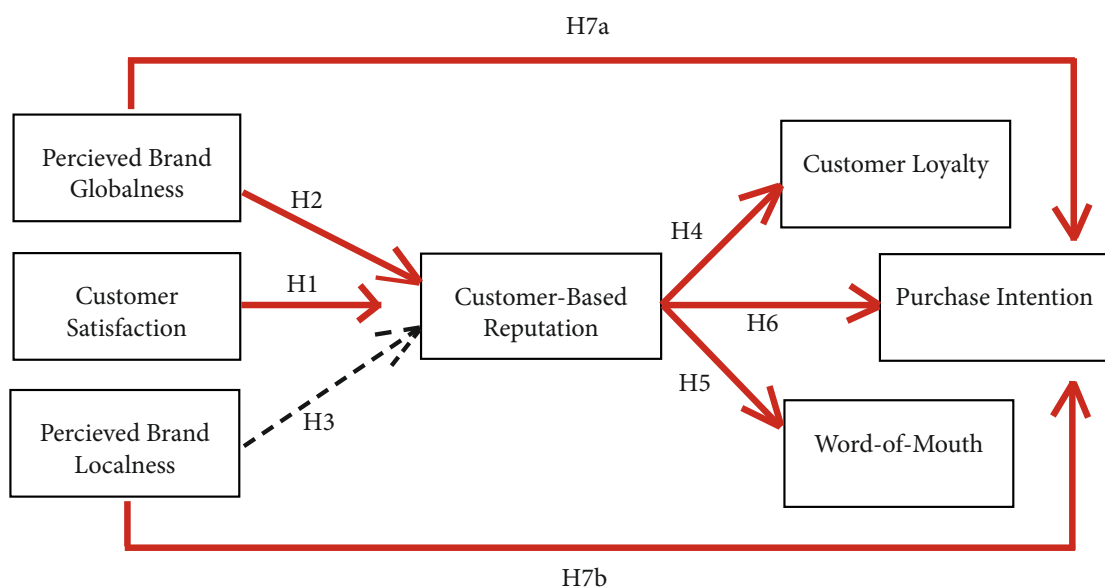 H7a
Percieved Brand
Globalness
H2
Customer Loyalty
H4
Customer
Satisfaction
H1
Customer-Based
Reputation
H6
Purchase Intention
H3
H5
Percieved Brand
Localness
Word-of-Mouth
H7b